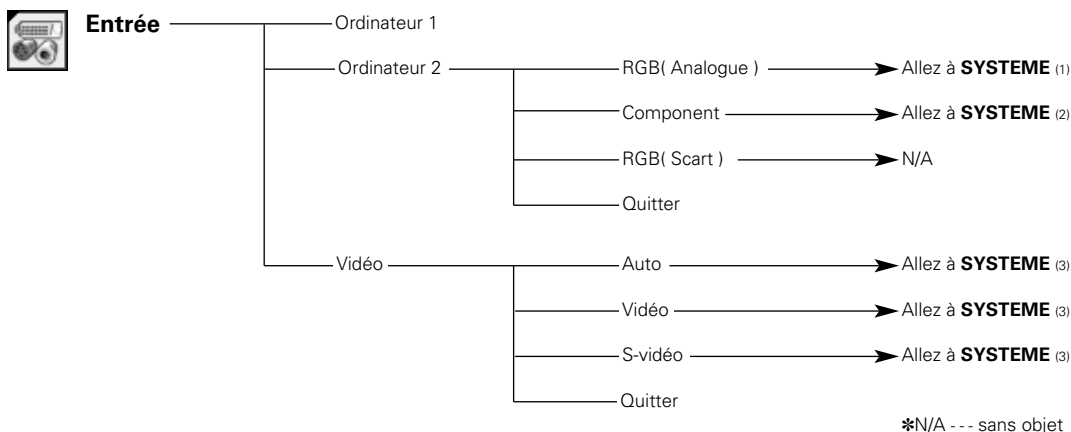 Entrée
Ordinateur 1
Ordinateur 2
RGB( Analogue )
Allez à SYSTEME (1)
Component
Allez à SYSTEME (2)
RGB( Scart )
N/A
Quitter
Vidéo
Auto
Allez à SYSTEME (3)
Vidéo
Allez à SYSTEME (3)
S-vidéo
Allez à SYSTEME (3)
Quitter
✽N/A - - - sans objet